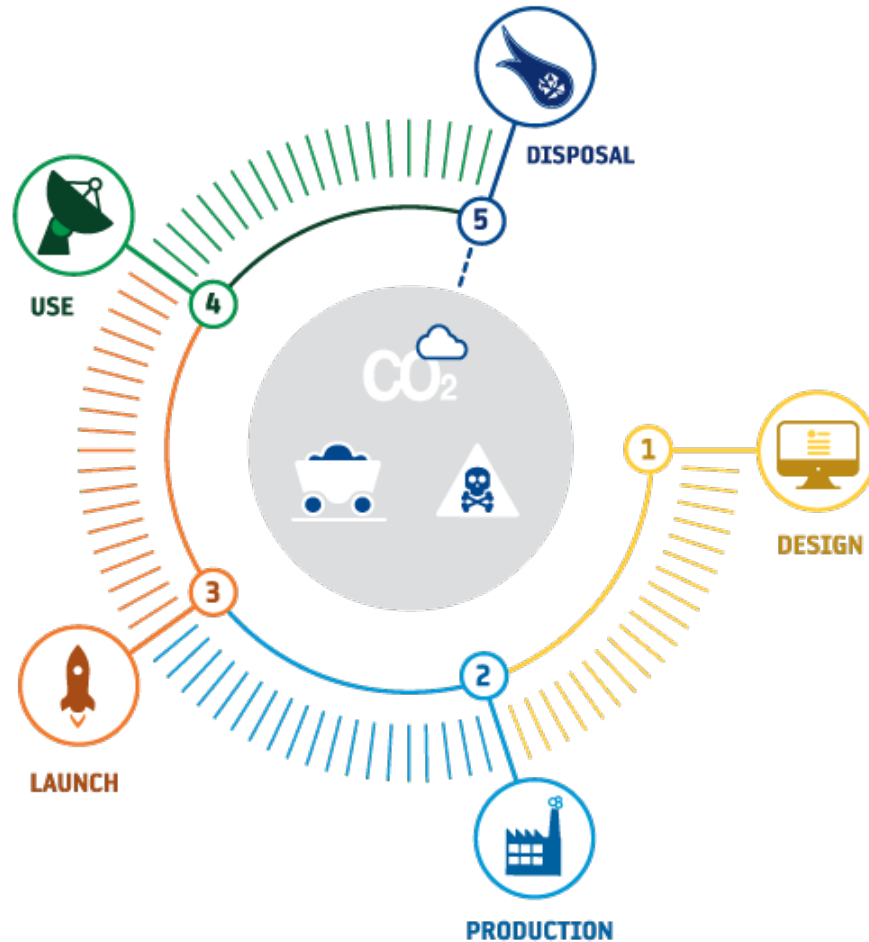 DISPOSAL
5
USE
4
CO₂
1
DESIGN
3
2
LAUNCH
PRODUCTION